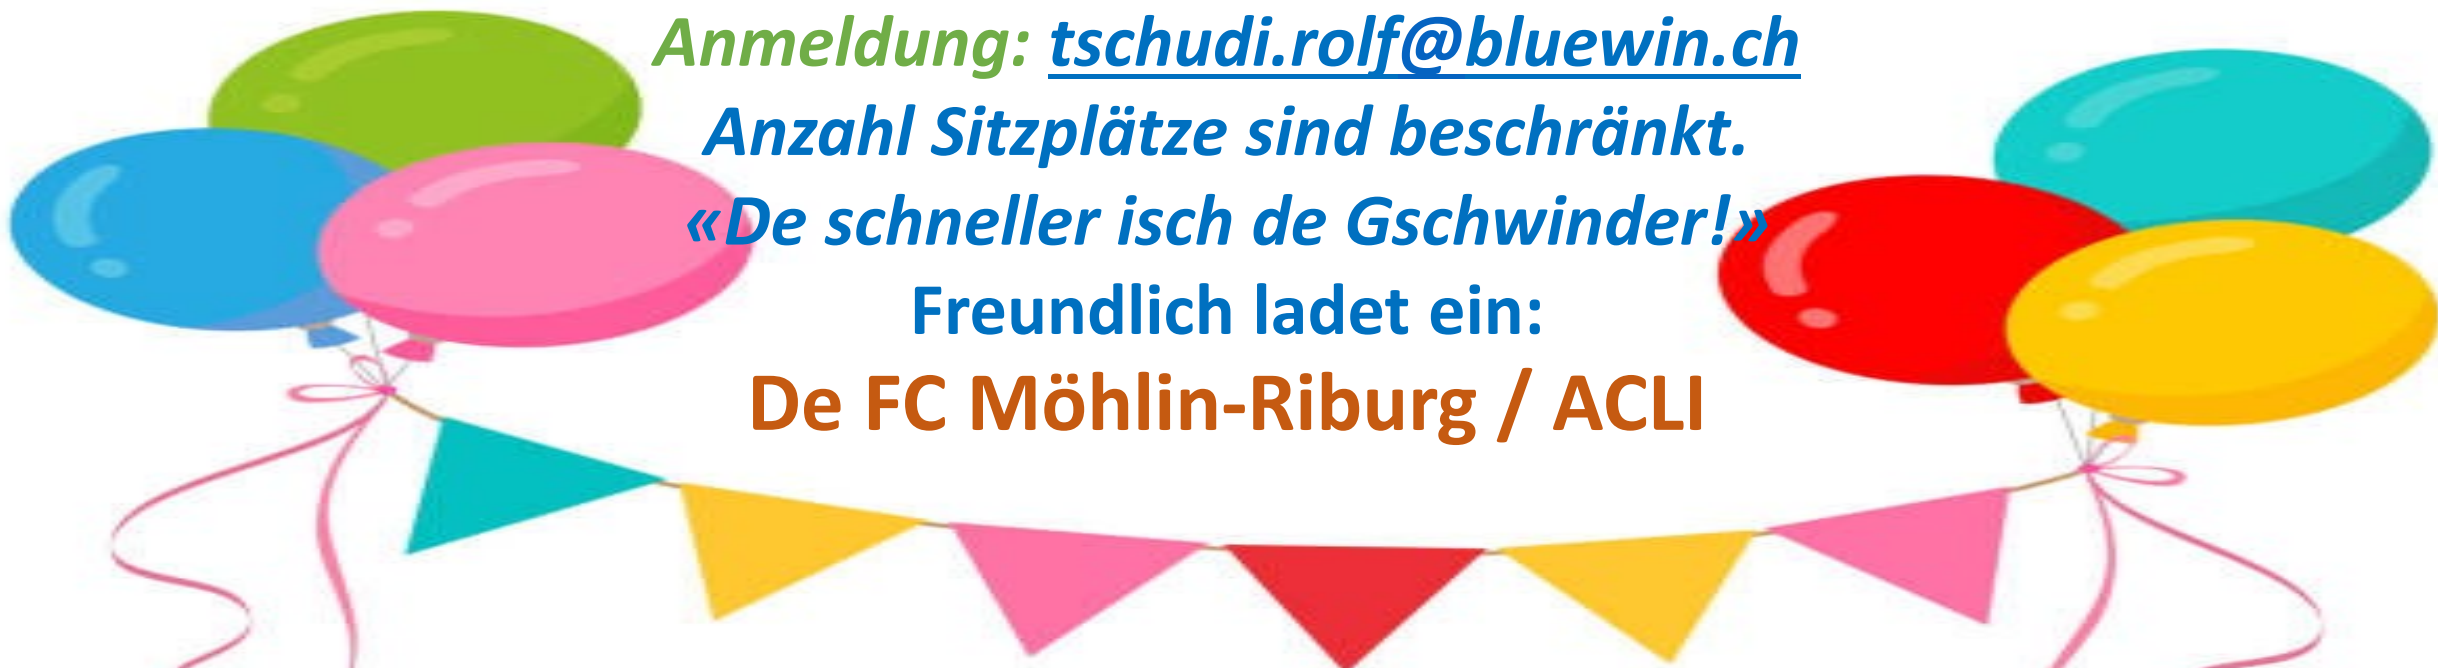 Anmeldung: tschudi.rolf@bluewin.ch
Anzahl Sitzplätze sind beschränkt.
«De schneller isch de Gschwinder!»
Freundlich ladet ein:
De FC Möhlin-Riburg / ACLI